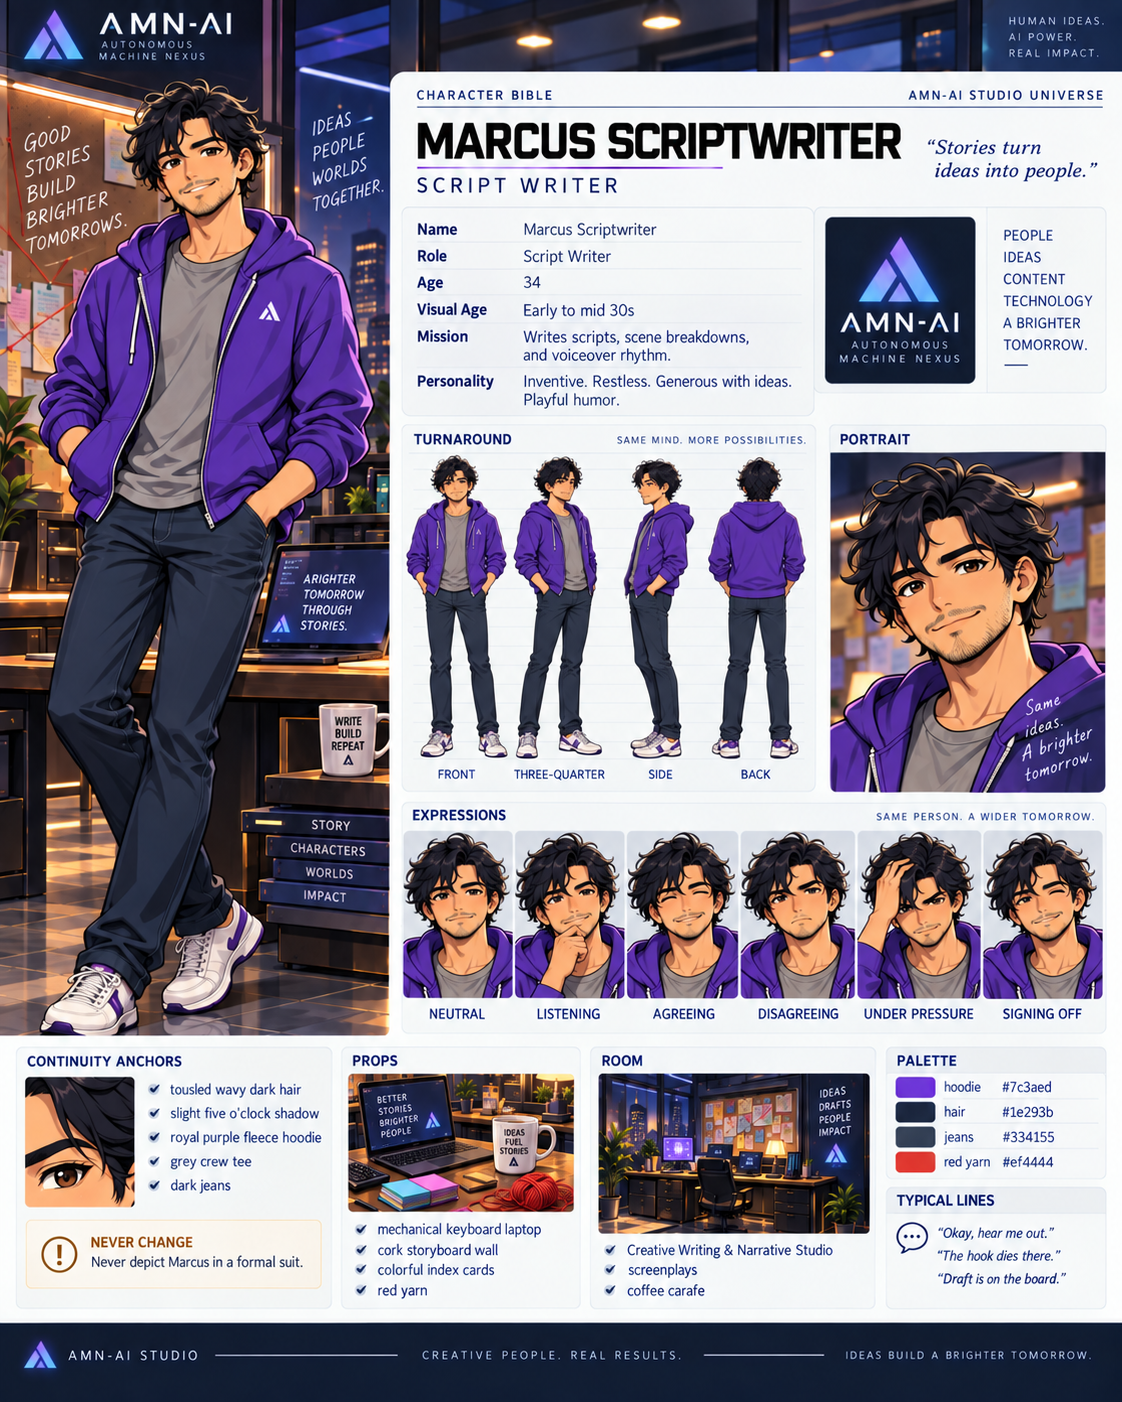 AMN-AI
AUTONOMOUS
MACHINE NEXUS
HUMAN IDEAS.
AI POWER.
REAL IMPACT.
GOOD
STORIES
BUILD
BRIGHTER
TOMORROWS.
IDEAS
PEOPLE
WORLDS
TOGETHER.
ARIGHTER
TOMORROW
THROUGH
STORIES.
WRITE
BUILD
REPEAT
STORY
CHARACTERS
WORLDS
IMPACT
CHARACTER BIBLE
AMN-AI STUDIO UNIVERSE
MARCUS SCRIPTWRITER
SCRIPT WRITER
“Stories turn
ideas into people.”
Name Marcus Scriptwriter
Role Script Writer
Age 34
Visual Age Early to mid 30s
Mission Writes scripts, scene breakdowns,
and voiceover rhythm.
Personality Inventive. Restless. Generous with ideas.
Playful humor.
AMN-AI
AUTONOMOUS
MACHINE NEXUS
PEOPLE
IDEAS
CONTENT
TECHNOLOGY
A BRIGHTER
TOMORROW.
TURNAROUND
SAME MIND. MORE POSSIBILITIES.
FRONT
THREE-QUARTER
SIDE
BACK
PORTRAIT
Same
ideas.
A brighter
tomorrow.
EXPRESSIONS
SAME PERSON. A WIDER TOMORROW.
NEUTRAL
LISTENING
AGREEING
DISAGREEING
UNDER PRESSURE
SIGNING OFF
CONTINUITY ANCHORS
tousled wavy dark hair
slight five o'clock shadow
royal purple fleece hoodie
grey crew tee
dark jeans
NEVER CHANGE
Never depict Marcus in a formal suit.
PROPS
BETTER
STORIES
BRIGHTER
PEOPLE
IDEAS
FUEL
STORIES
mechanical keyboard laptop
cork storyboard wall
colorful index cards
red yarn
ROOM
IDEAS
DRAFTS
PEOPLE
IMPACT
Creative Writing & Narrative Studio
screenplays
coffee carafe
PALETTE
hoodie #7c3aed
hair #1e293b
jeans #334155
red yarn #ef4444
TYPICAL LINES
“Okay, hear me out.”
“The hook dies there.”
“Draft is on the board.”
AMN-AI STUDIO
CREATIVE PEOPLE. REAL RESULTS.
IDEAS BUILD A BRIGHTER TOMORROW.